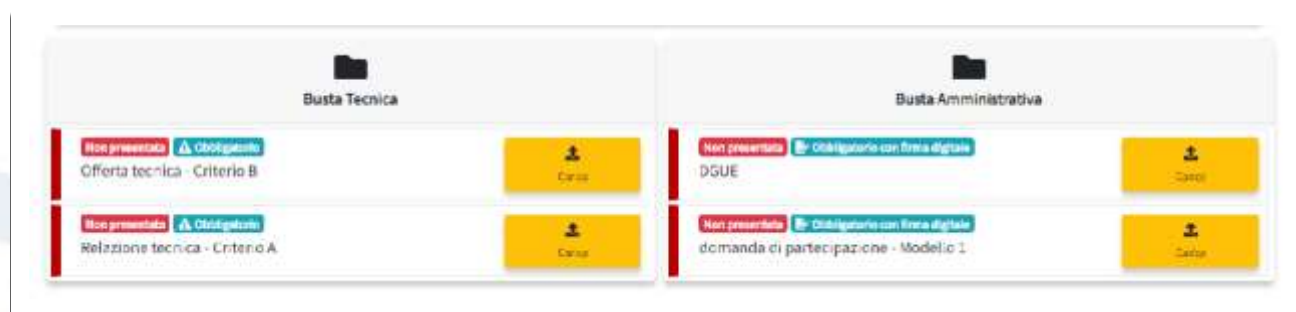 Busta Tecnica
Non presentata Obbligatorio
Offerta tecnica - Criterio B
Carica
Non presentata Obbligatorio
Relazione tecnica - Criterio A
Carica
Busta Amministrativa
Non presentata Obbligatorio con firma digitale
DGUE
Carica
Non presentata Obbligatorio con firma digitale
domanda di partecipazione - Modello 1
Carica